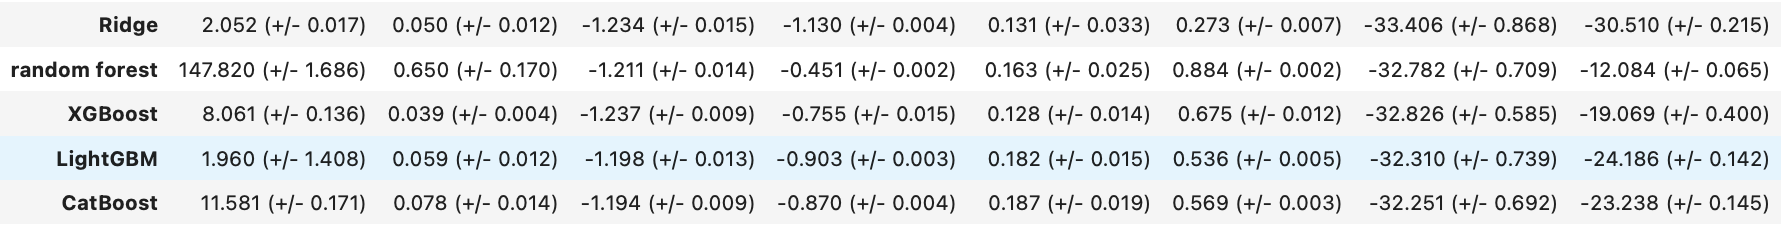 Ridge 2.052 (+/- 0.017) 0.050 (+/- 0.012) -1.234 (+/- 0.015) -1.130 (+/- 0.004) 0.131 (+/- 0.033) 0.273 (+/- 0.007) -33.406 (+/- 0.868) -30.510 (+/- 0.215)
random forest 147.820 (+/- 1.686) 0.650 (+/- 0.170) -1.211 (+/- 0.014) -0.451 (+/- 0.002) 0.163 (+/- 0.025) 0.884 (+/- 0.002) -32.782 (+/- 0.709) -12.084 (+/- 0.065)
XGBoost 8.061 (+/- 0.136) 0.039 (+/- 0.004) -1.237 (+/- 0.009) -0.755 (+/- 0.015) 0.128 (+/- 0.014) 0.675 (+/- 0.012) -32.826 (+/- 0.585) -19.069 (+/- 0.400)
LightGBM 1.960 (+/- 1.408) 0.059 (+/- 0.012) -1.198 (+/- 0.013) -0.903 (+/- 0.003) 0.182 (+/- 0.015) 0.536 (+/- 0.005) -32.310 (+/- 0.739) -24.186 (+/- 0.142)
CatBoost 11.581 (+/- 0.171) 0.078 (+/- 0.014) -1.194 (+/- 0.009) -0.870 (+/- 0.004) 0.187 (+/- 0.019) 0.569 (+/- 0.003) -32.251 (+/- 0.692) -23.238 (+/- 0.145)